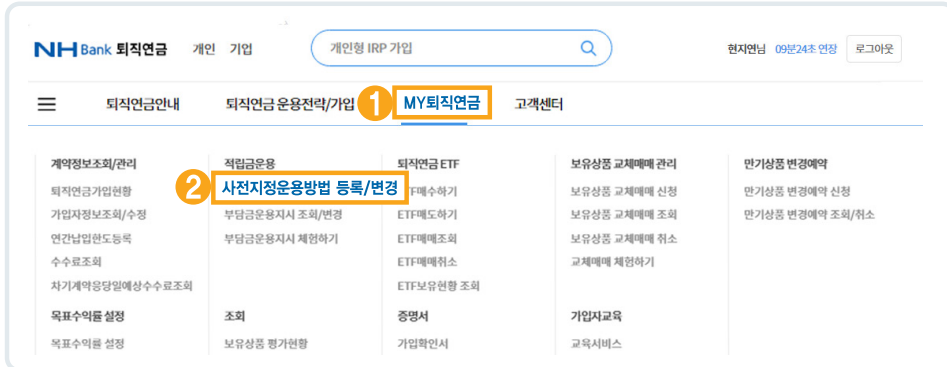 NH Bank 퇴직연금 개인 기업 개인형 IRP 가입 현지연님 09분24초 연장 로그아웃
퇴직연금안내 퇴직연금 운용전략/가입 1 MY퇴직연금 고객센터
계약정보조회/관리 적립금운용 퇴직연금 ETF 보유상품 교체매매 관리 만기상품 변경예약
퇴직연금가입현황 2 사전지정운용방법 등록/변경 ETF매수하기 보유상품 교체매매 신청 만기상품 변경예약 신청
가입자정보조회/수정 부담금운용지시 조회/변경 ETF매도하기 보유상품 교체매매 조회 만기상품 변경예약 조회/취소
연간납입한도등록 부담금운용지시 체험하기 ETF매매조회 보유상품 교체매매 취소
수수료조회 ETF매매취소 교체매매 체험하기
차기계약응당일예상수수료조회 ETF보유현황 조회
목표수익률 설정 조회 증명서 가입자교육
목표수익률 설정 보유상품 평가현황 가입확인서 교육서비스